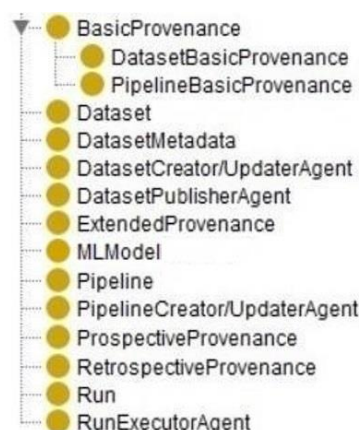 BasicProvenance
DatasetBasicProvenance
PipelineBasicProvenance
Dataset
DatasetMetadata
DatasetCreator/UpdaterAgent
DatasetPublisherAgent
ExtendedProvenance
MLModel
Pipeline
PipelineCreator/UpdaterAgent
ProspectiveProvenance
RetrospectiveProvenance
Run
RunExecutorAgent